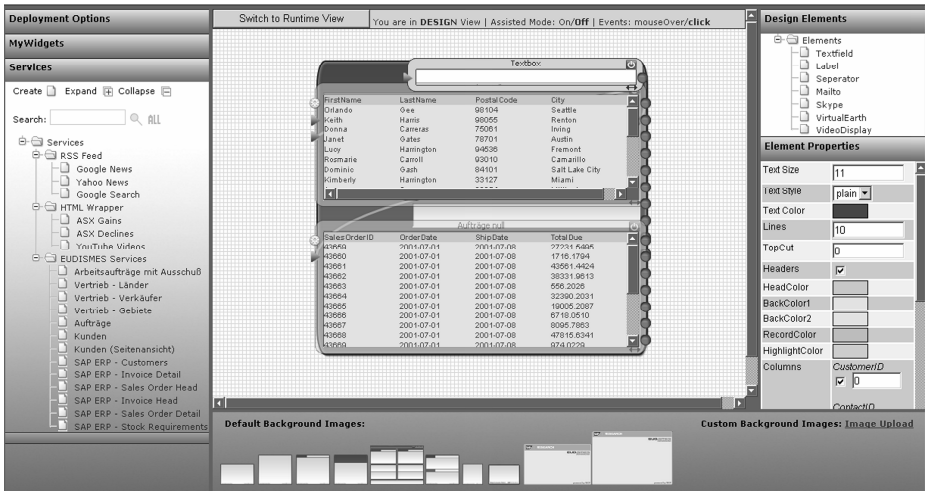 Deployment Options
MyWidgets
Services
Create Expand Collapse
Search: ALL
Services
RSS Feed
Google News
Yahoo News
Google Search
HTML Wrapper
ASX Gains
ASX Declines
YouTube Videos
EUDISMES Services
Arbeitsaufträge mit Ausschuß
Vertrieb - Länder
Vertrieb - Verkäufer
Vertrieb - Gebiete
Aufträge
Kunden
Kunden (Seitenansicht)
SAP ERP - Customers
SAP ERP - Invoice Detail
SAP ERP - Sales Order Head
SAP ERP - Invoice Head
SAP ERP - Sales Order Detail
SAP ERP - Stock Requirements
Switch to Runtime View
You are in DESIGN View | Assisted Mode: On/Off | Events: mouseOver/click
Textbox
FirstName LastName PostalCode City
Orlando Gee 98104 Seattle
Keith Harris 98055 Renton
Donna Carreras 75061 Irving
Janet Gates 78701 Austin
Lucy Harrington 94536 Fremont
Rosmarie Carroll 93010 Camarillo
Dominic Gash 84101 Salt Lake City
Kimberly Harrington 33127 Miami
Aufträge null
SalesOrderID OrderDate ShipDate TotalDue
43659 2001-07-01 2001-07-08 27231.5495
43660 2001-07-01 2001-07-08 1716.1794
43661 2001-07-01 2001-07-08 43561.4424
43662 2001-07-01 2001-07-08 38331.9613
43663 2001-07-01 2001-07-08 556.2026
43664 2001-07-01 2001-07-08 32390.2031
43665 2001-07-01 2001-07-08 19005.2087
43666 2001-07-01 2001-07-08 6718.0510
43667 2001-07-01 2001-07-08 8095.7863
43668 2001-07-01 2001-07-08 47815.6341
43669 2001-07-01 2001-07-08 974.0229
Default Background Images:
Custom Background Images: Image Upload
Design Elements
Elements
Textfield
Label
Seperator
Mailto
Skype
VirtualEarth
VideoDisplay
Element Properties
Text Size 11
Text Style plain
Text Color
Lines 10
TopCut 0
Headers
HeadColor
BackColor1
BackColor2
RecordColor
HighlightColor
Columns CustomerID
0
ContactID